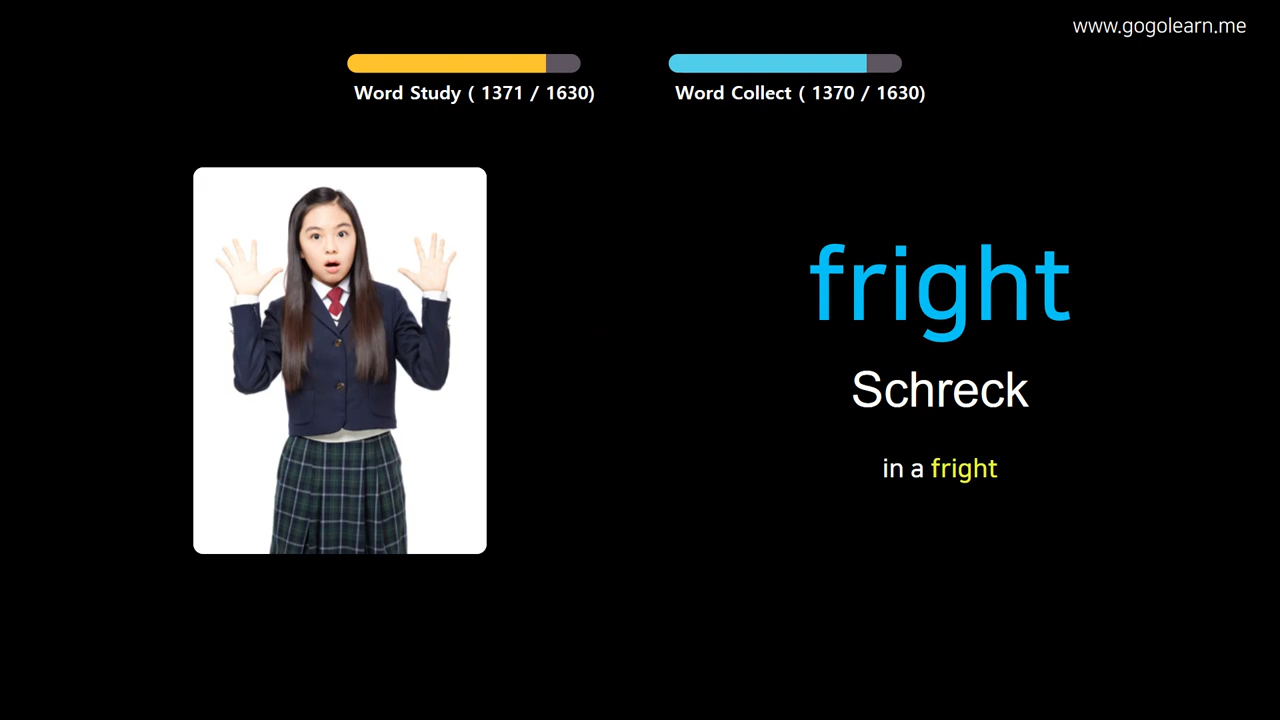 www.gogolearn.me
Word Study ( 1371 / 1630)
Word Collect ( 1370 / 1630)
fright
Schreck
in a fright